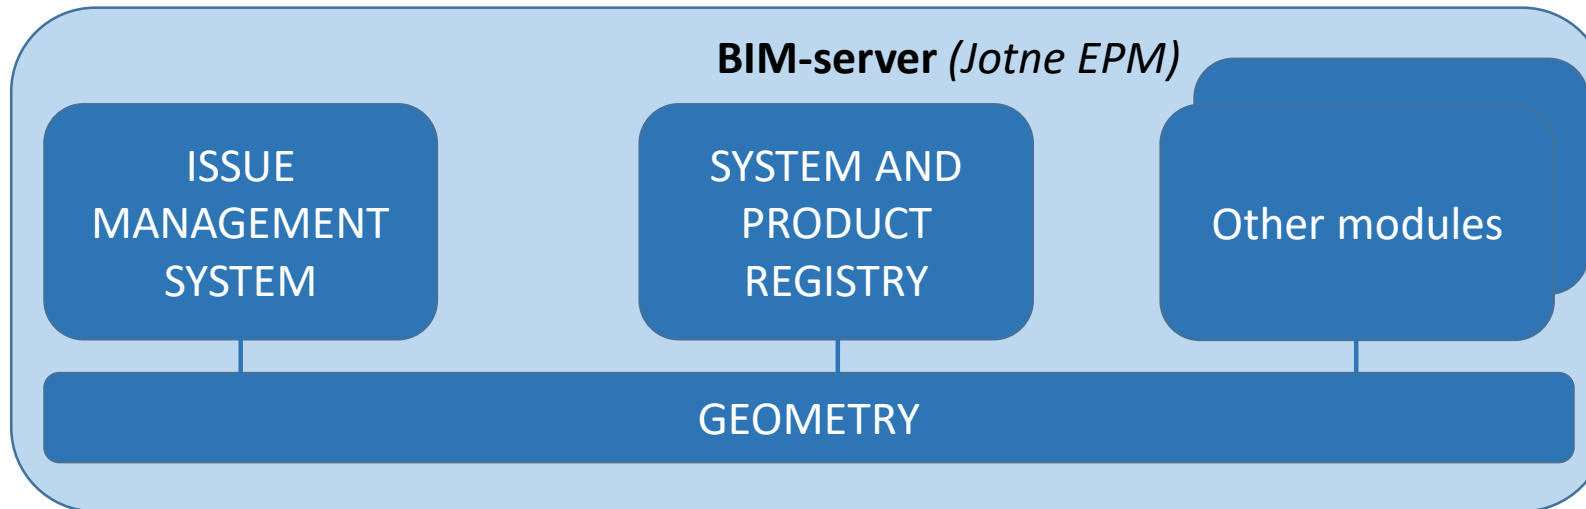 BIM-server (Jotne EPM)
ISSUE
MANAGEMENT
SYSTEM
SYSTEM AND
PRODUCT
REGISTRY
Other modules
GEOMETRY